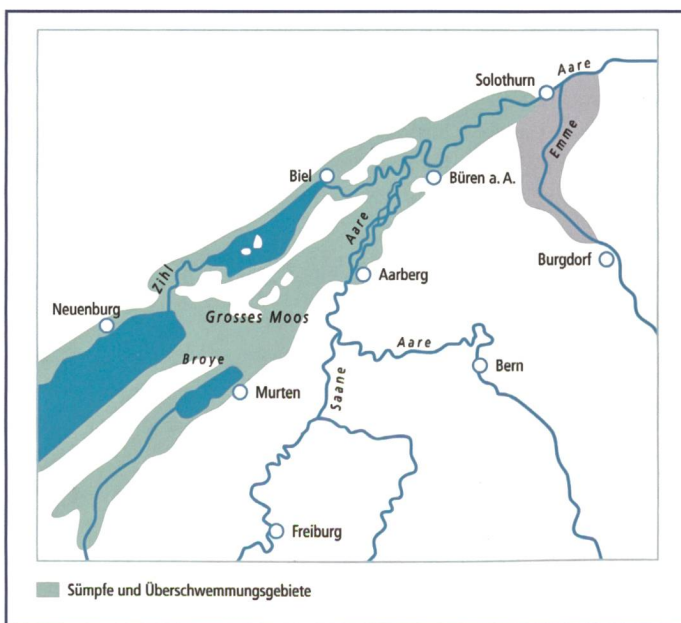 Aare
Solothurn
Emme
Biel
Büren a. A.
Aare
Zihl
Aarberg
Burgdorf
Neuenburg
Grosses Moos
Aare
Broye
Bern
Saane
Murten
Freiburg
Sümpfe und Überschwemmungsgebiete